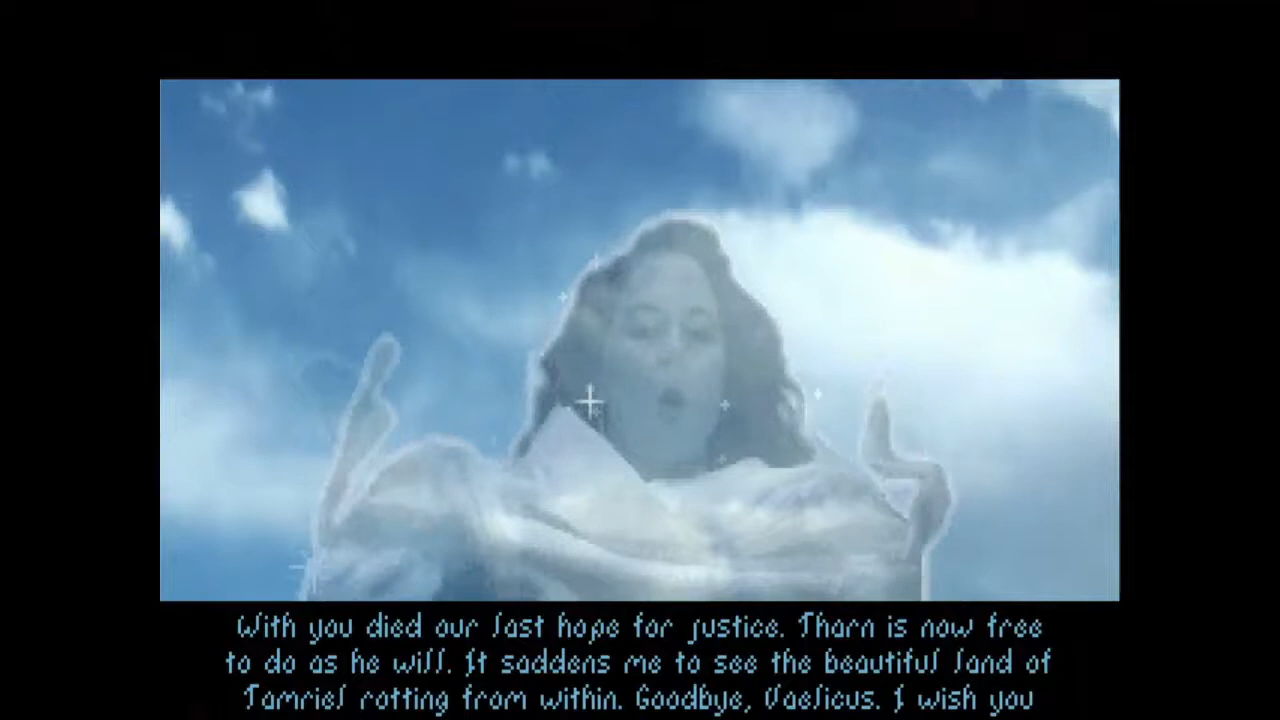 With you died our last hope for justice. Tharn is now free
to do as he will. It saddens me to see the beautiful land of
Tamriel rotting from within. Goodbye, Vaelicus. I wish you